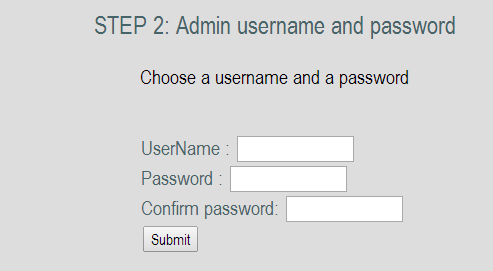 STEP 2: Admin username and password
Choose a username and a password
UserName :
Password :
Confirm password:
Submit